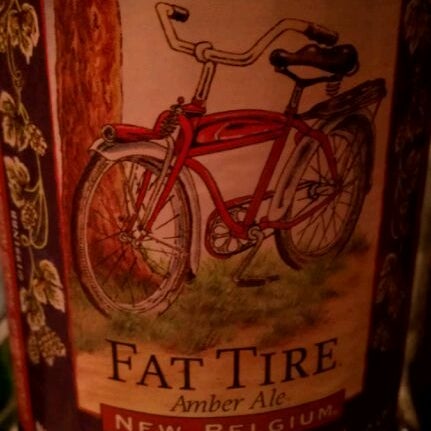 FAT TIRE
Amber Ale
NEW BELGIUM